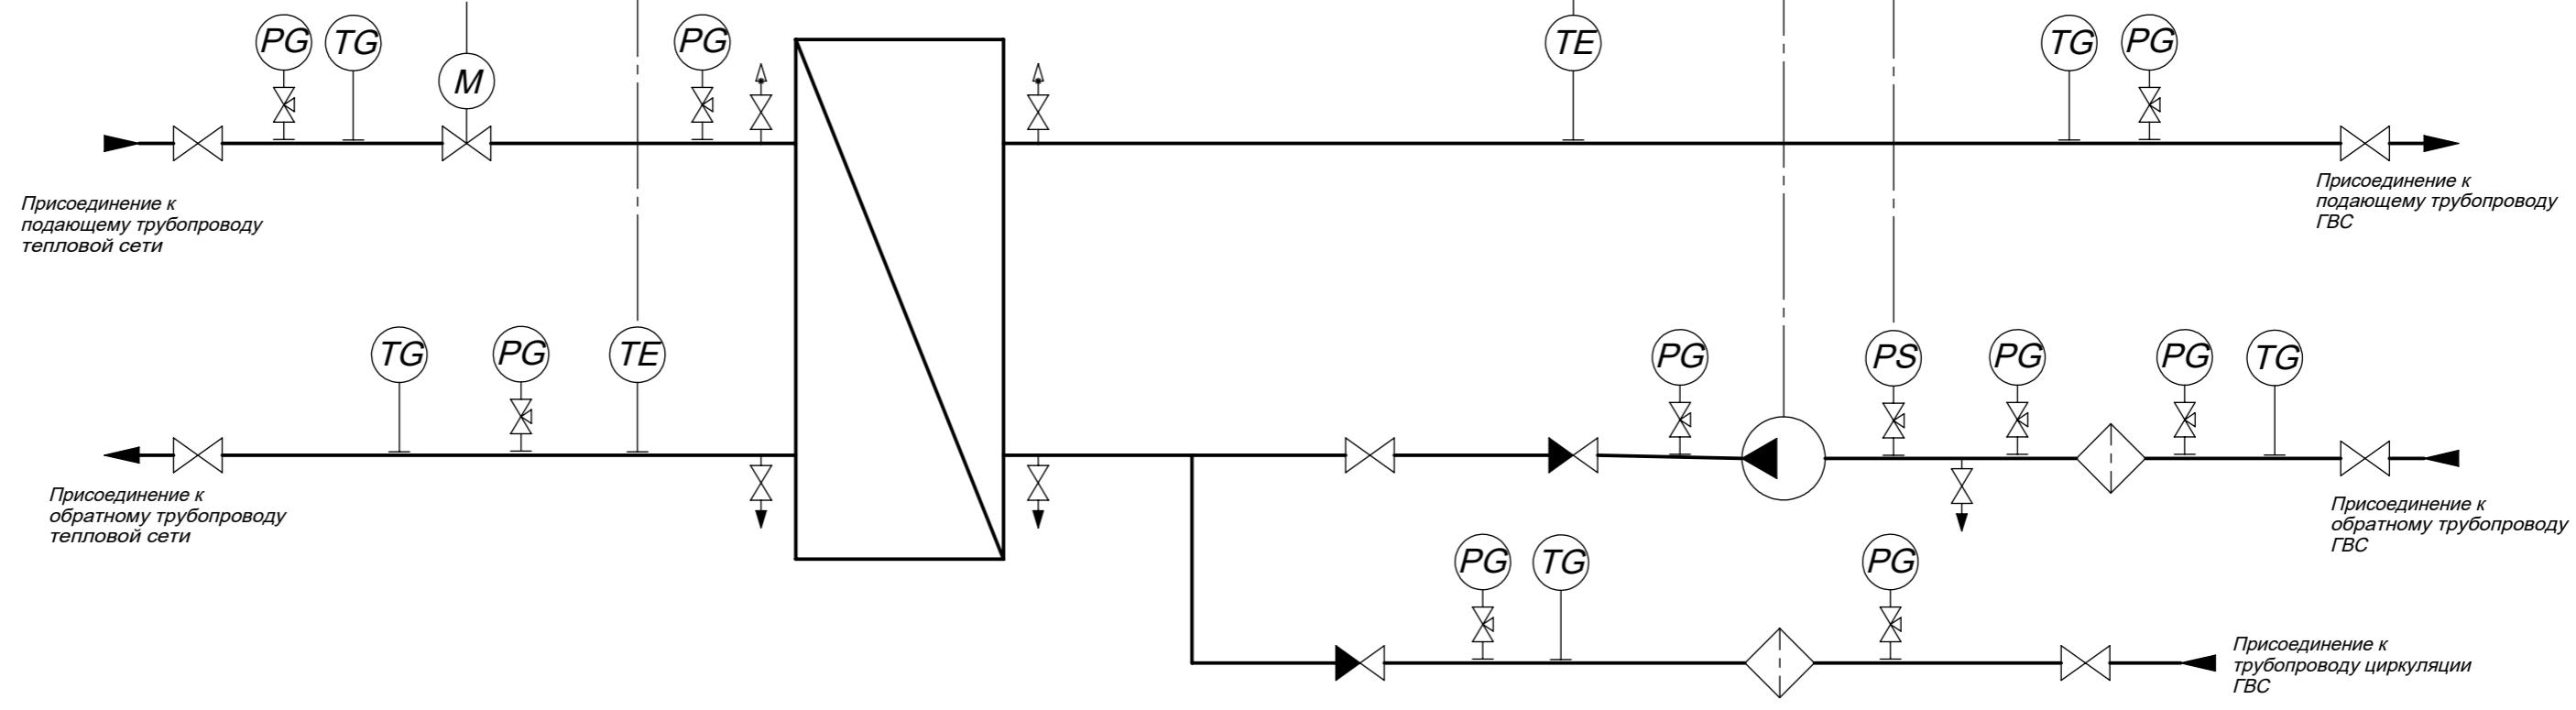 PG TG M PG TE TG PG
Присоединение к
подающему трубопроводу
тепловой сети
Присоединение к
подающему трубопроводу
ГВС
TG PG TE PG PS PG PG TG
Присоединение к
обратному трубопроводу
тепловой сети
Присоединение к
обратному трубопроводу
ГВС
PG TG PG
Присоединение к
трубопроводу циркуляции
ГВС